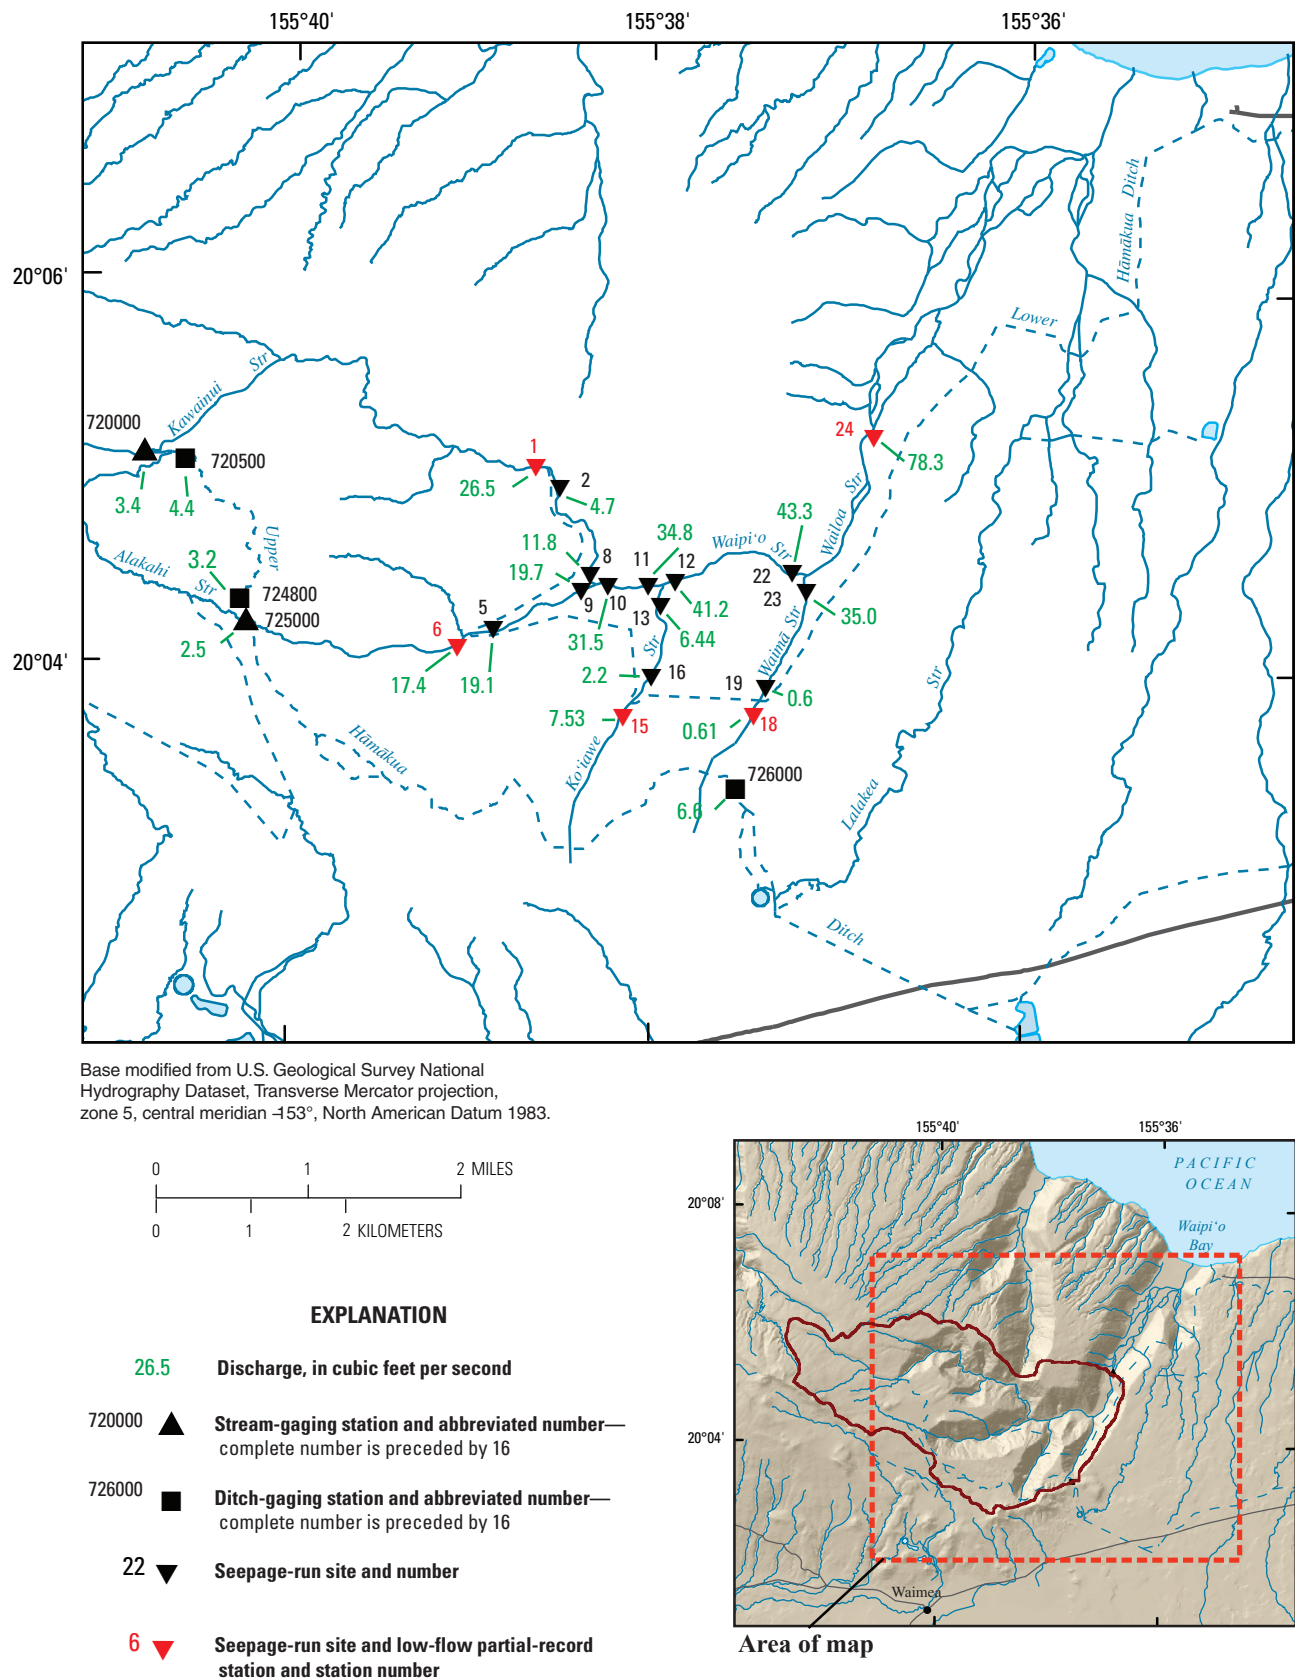 155°40'
155°38'
155°36'
20°06'
20°04'
Kawainui
Str
720000
720500
3.4
4.4
Upper
Alakahi
Str
3.2
724800
725000
2.5
Hāmākua
1
26.5
2
4.7
11.8
8
19.7
9
10
31.5
11
34.8
12
41.2
13
6.44
5
19.1
6
17.4
Waipi‘o
Str
43.3
22
23
35.0
Wailoa
Str
24
78.3
Str
2.2
16
7.53
15
Ko‘iawe
Waimā
Str
19
0.6
0.61
18
726000
6.6
Lalakea
Str
Ditch
Lower
Hāmākua
Ditch
Base modified from U.S. Geological Survey National
Hydrography Dataset, Transverse Mercator projection,
zone 5, central meridian -153°, North American Datum 1983.
0 1 2 MILES
0 1 2 KILOMETERS
EXPLANATION
26.5 Discharge, in cubic feet per second
720000 Stream-gaging station and abbreviated number—
complete number is preceded by 16
726000 Ditch-gaging station and abbreviated number—
complete number is preceded by 16
22 Seepage-run site and number
6 Seepage-run site and low-flow partial-record
station and station number
155°40'
155°36'
20°08'
20°04'
PACIFIC
OCEAN
Waipi‘o
Bay
Waimea
Area of map